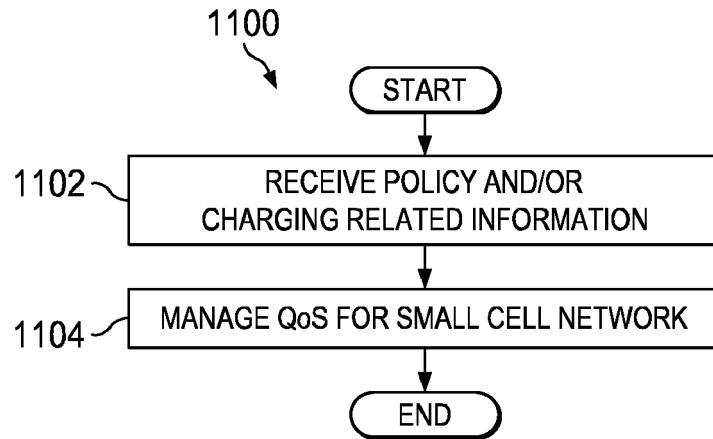 1100
START
1102
RECEIVE POLICY AND/OR
CHARGING RELATED INFORMATION
1104
MANAGE QoS FOR SMALL CELL NETWORK
END